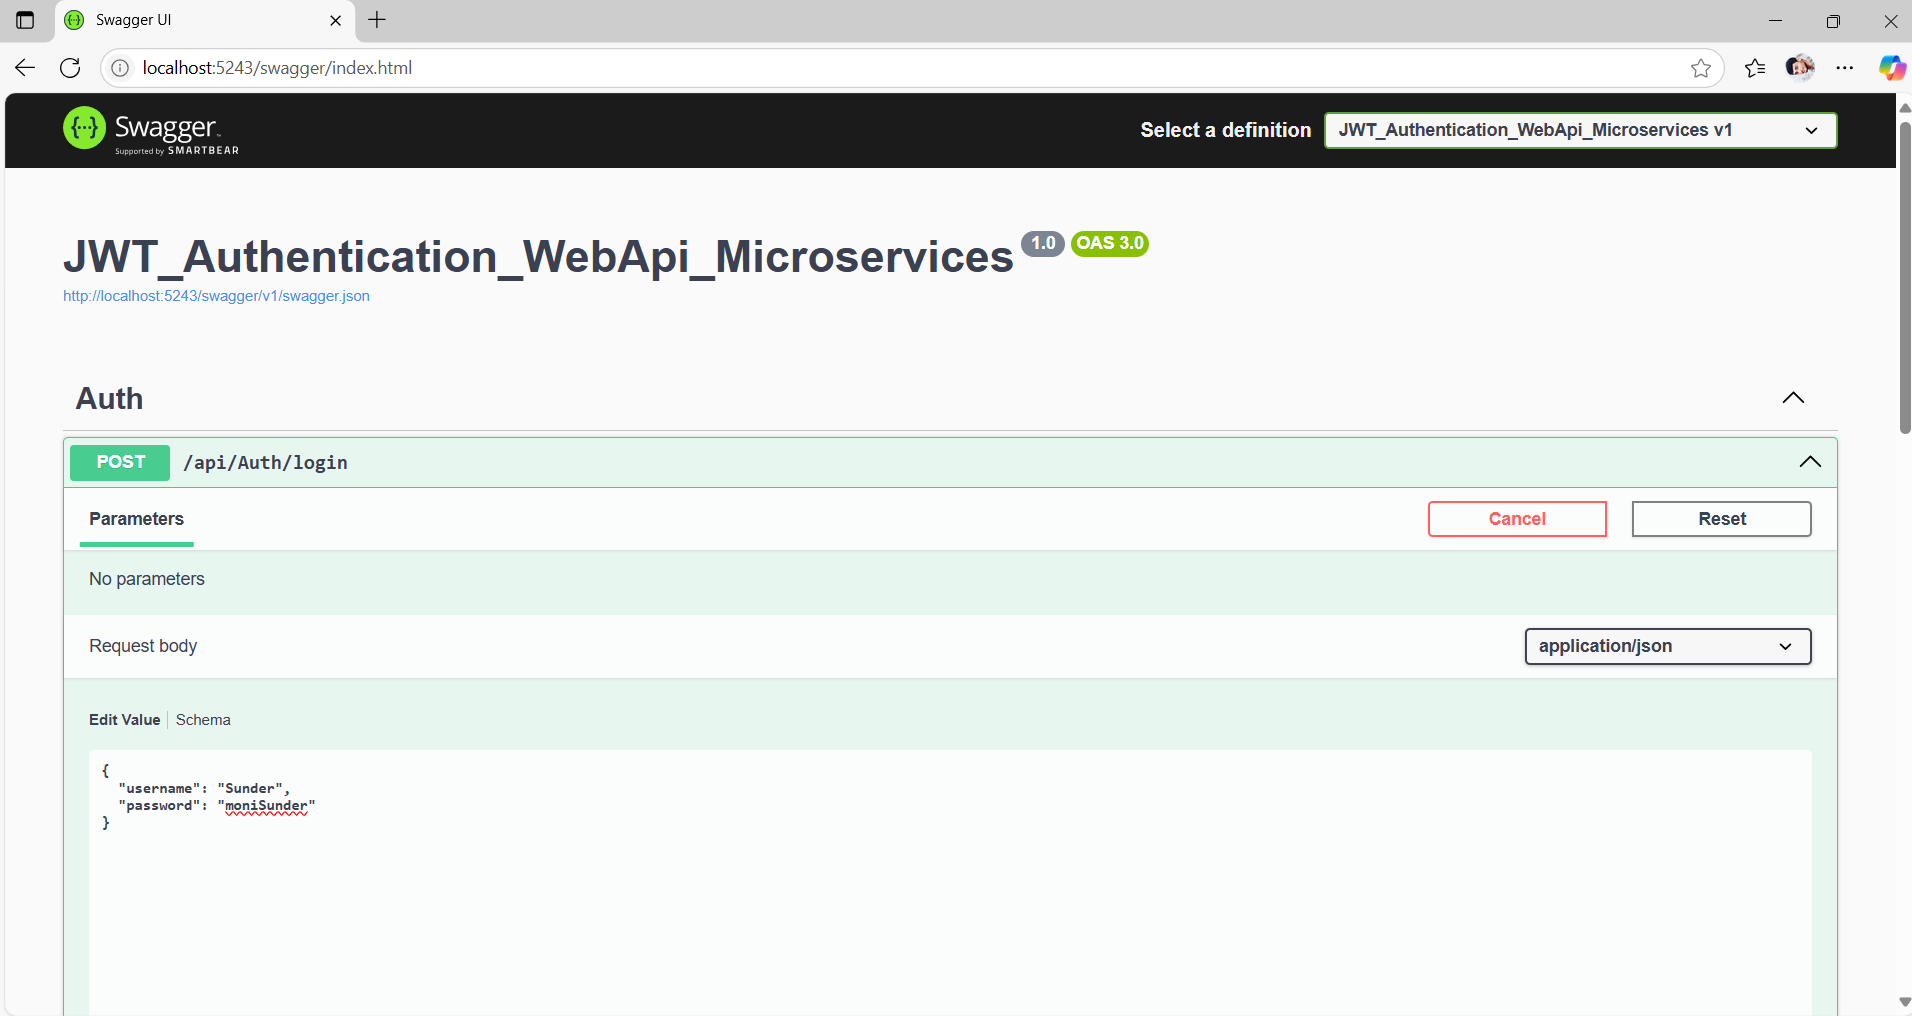 Swagger UI
localhost:5243/swagger/index.html
Swagger
Supported by SMARTBEAR
Select a definition
JWT_Authentication_WebApi_Microservices v1
JWT_Authentication_WebApi_Microservices 1.0 OAS 3.0
http://localhost:5243/swagger/v1/swagger.json
Auth
POST /api/Auth/login
Parameters
Cancel
Reset
No parameters
Request body
application/json
Edit Value | Schema
{
  "username": "Sunder",
  "password": "moniSunder"
}